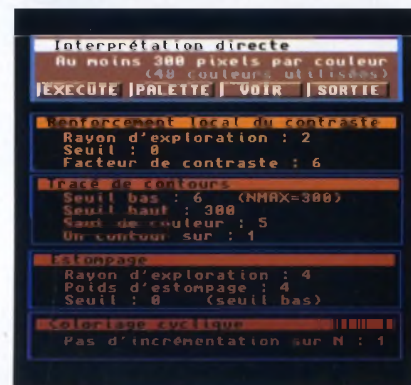 Interprétation directe
Au moins 300 pixels par couleur
(48 couleurs utilisées)
EXECUTE PALETTE VOIR SORTIE
Renforcement local du contraste
Rayon d'exploration : 2
Seuil : 0
Facteur de contraste : 6
Tracé de contours
Seuil bas : 6 (NMAX=300)
Seuil haut : 300
Saut de couleur : 5
Un contour sur : 1
Estompage
Rayon d'exploration : 4
Poids d'estompage : 4
Seuil : 0 (seuil bas)
Coloriage cyclique
Pas d'incrémentation sur N : 1